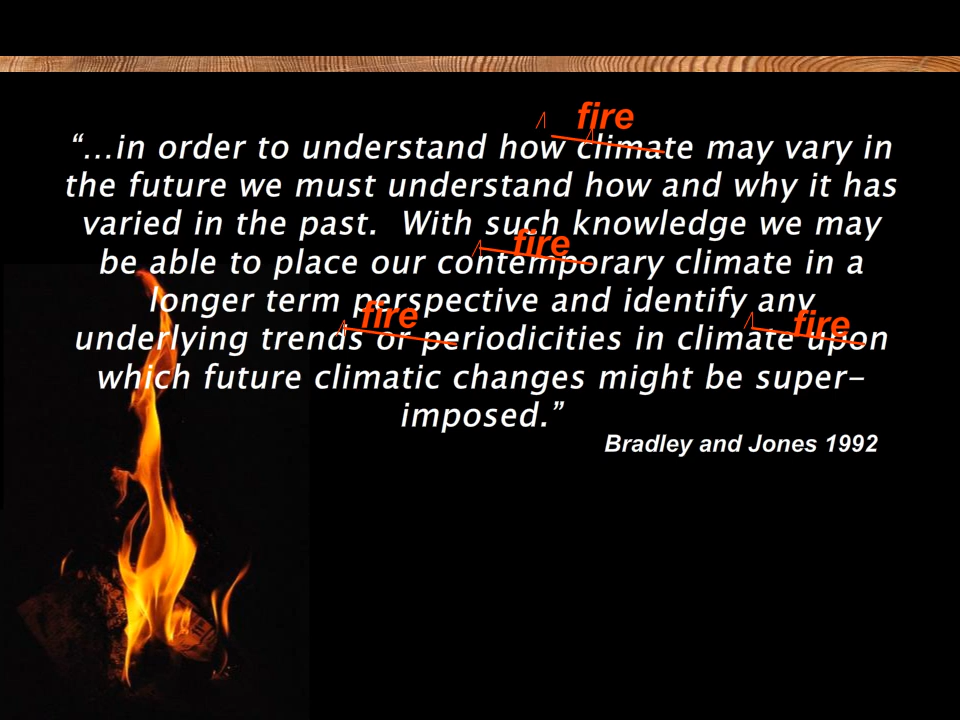 fire
“…in order to understand how climate may vary in
the future we must understand how and why it has
varied in the past. With such knowledge we may
fire
be able to place our contemporary climate in a
longer term perspective and identify any
fire fire
underlying trends or periodicities in climate upon
which future climatic changes might be super-
imposed.”
Bradley and Jones 1992